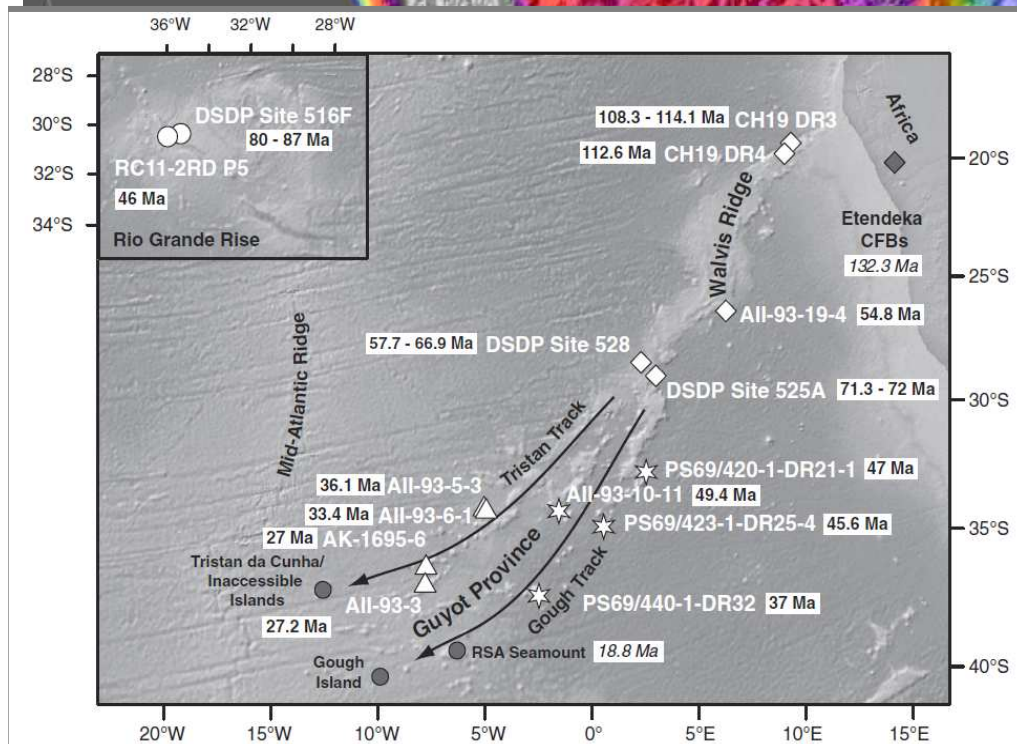 36°W 32°W 28°W
28°S
30°S
32°S
34°S
DSDP Site 516F
80 - 87 Ma
RC11-2RD P5
46 Ma
Rio Grande Rise
108.3 - 114.1 Ma CH19 DR3
112.6 Ma CH19 DR4
Africa
Etendeka
CFBs
132.3 Ma
Walvis Ridge
AII-93-19-4 54.8 Ma
57.7 - 66.9 Ma DSDP Site 528
DSDP Site 525A 71.3 - 72 Ma
Mid-Atlantic Ridge
Tristan Track
PS69/420-1-DR21-1 47 Ma
36.1 Ma AII-93-5-3
AII-93-10-11 49.4 Ma
33.4 Ma AII-93-6-1
PS69/423-1-DR25-4 45.6 Ma
27 Ma AK-1695-6
Tristan da Cunha/
Inaccessible
Islands
AII-93-3
27.2 Ma
Guyot Province
Gough Track
PS69/440-1-DR32 37 Ma
RSA Seamount 18.8 Ma
Gough
Island
20°S
25°S
30°S
35°S
40°S
20°W 15°W 10°W 5°W 0° 5°E 10°E 15°E